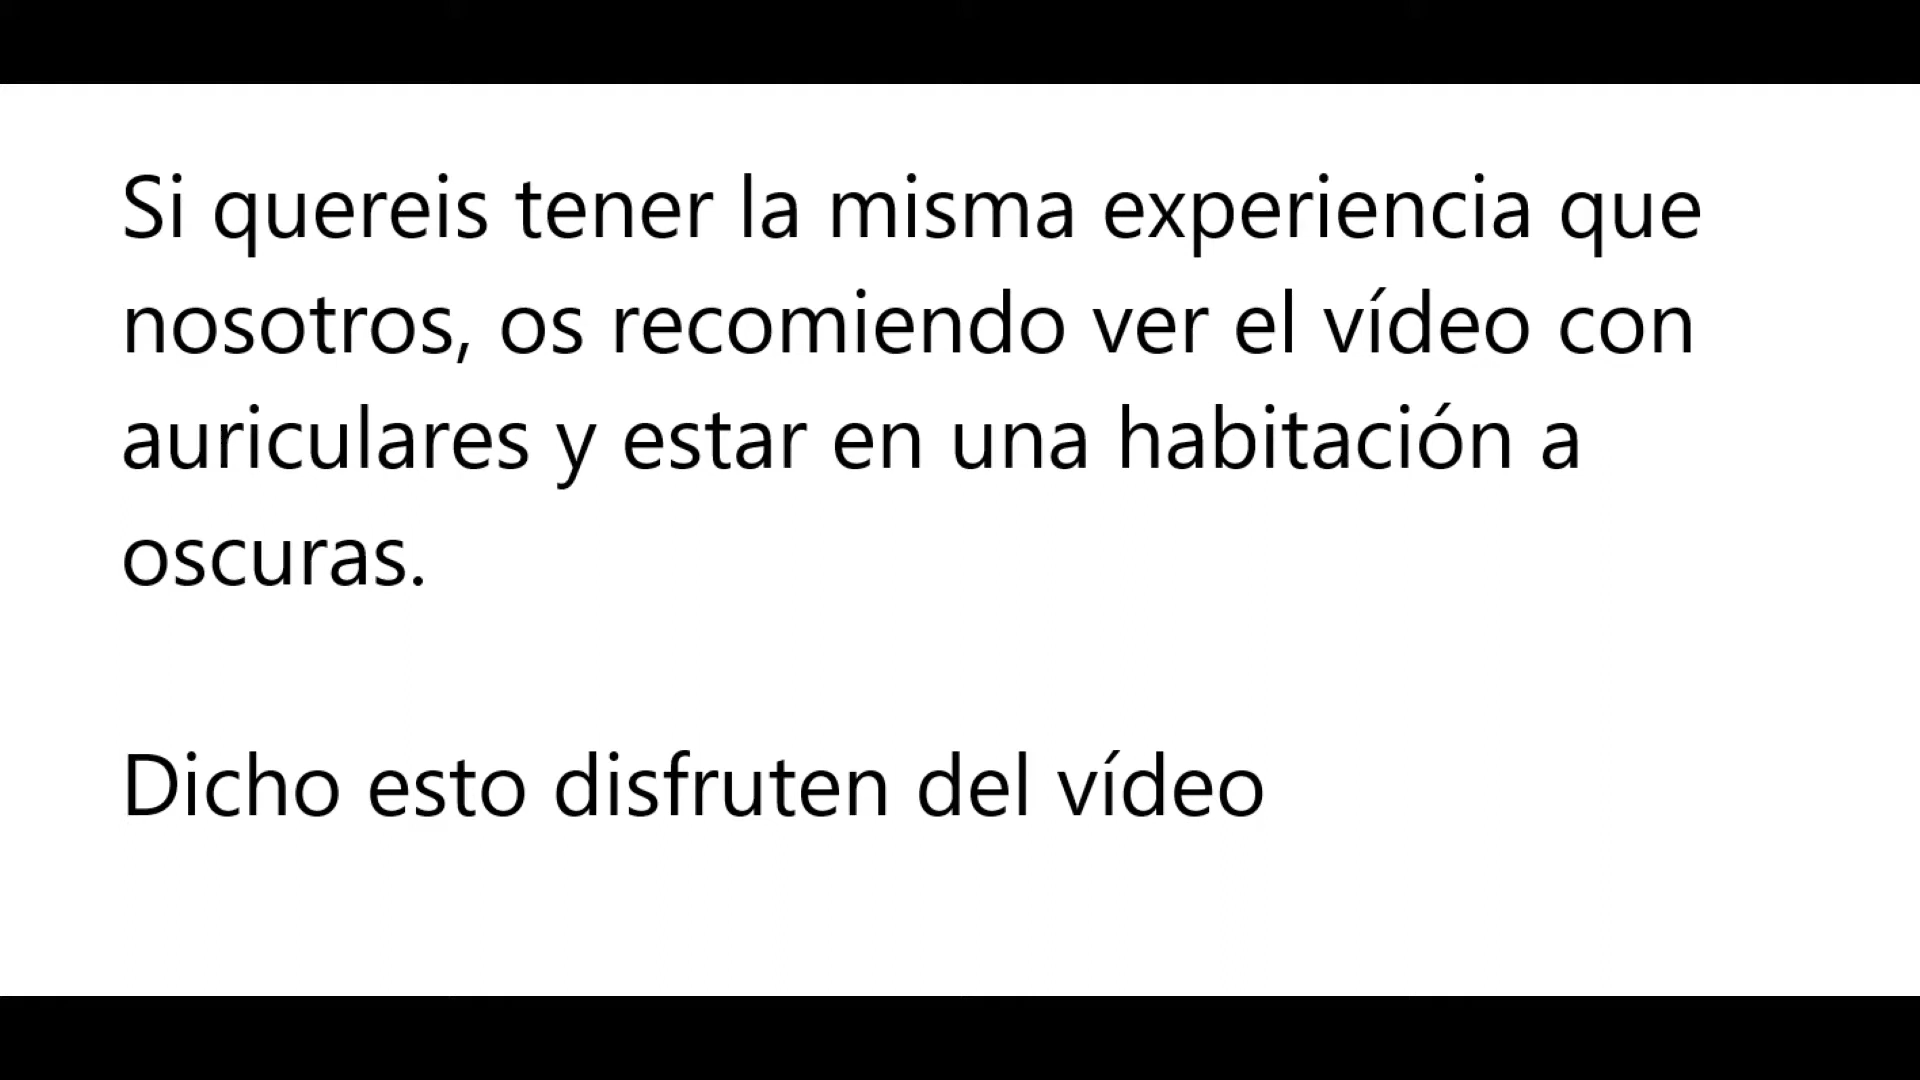 Si quereis tener la misma experiencia que
nosotros, os recomiendo ver el vídeo con
auriculares y estar en una habitación a
oscuras.
Dicho esto disfruten del vídeo